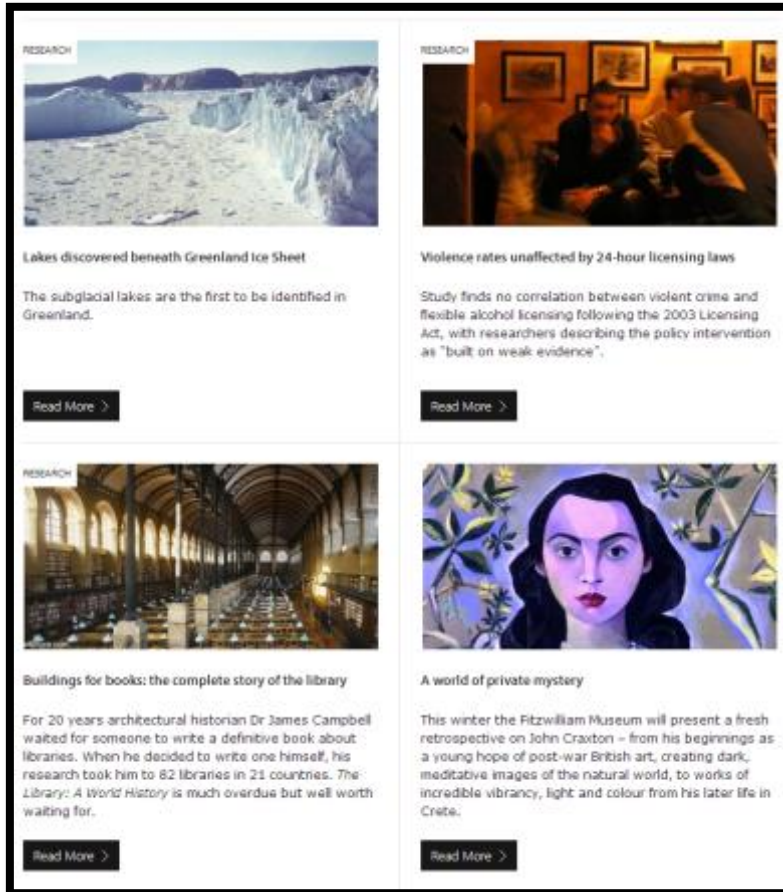 RESEARCH
Lakes discovered beneath Greenland Ice Sheet
The subglacial lakes are the first to be identified in
Greenland.
Read More >
RESEARCH
Violence rates unaffected by 24-hour licensing laws
Study finds no correlation between violent crime and
flexible alcohol licensing following the 2003 Licensing
Act, with researchers describing the policy intervention
as "built on weak evidence".
Read More >
RESEARCH
Buildings for books: the complete story of the library
For 20 years architectural historian Dr James Campbell
waited for someone to write a definitive book about
libraries. When he decided to write one himself, his
research took him to 82 libraries in 21 countries. The
Library: A World History is much overdue but well worth
waiting for.
Read More >
A world of private mystery
This winter the Fitzwilliam Museum will present a fresh
retrospective on John Craxton – from his beginnings as
a young hope of post-war British art, creating dark,
meditative images of the natural world, to works of
incredible vibrancy, light and colour from his later life in
Crete.
Read More >